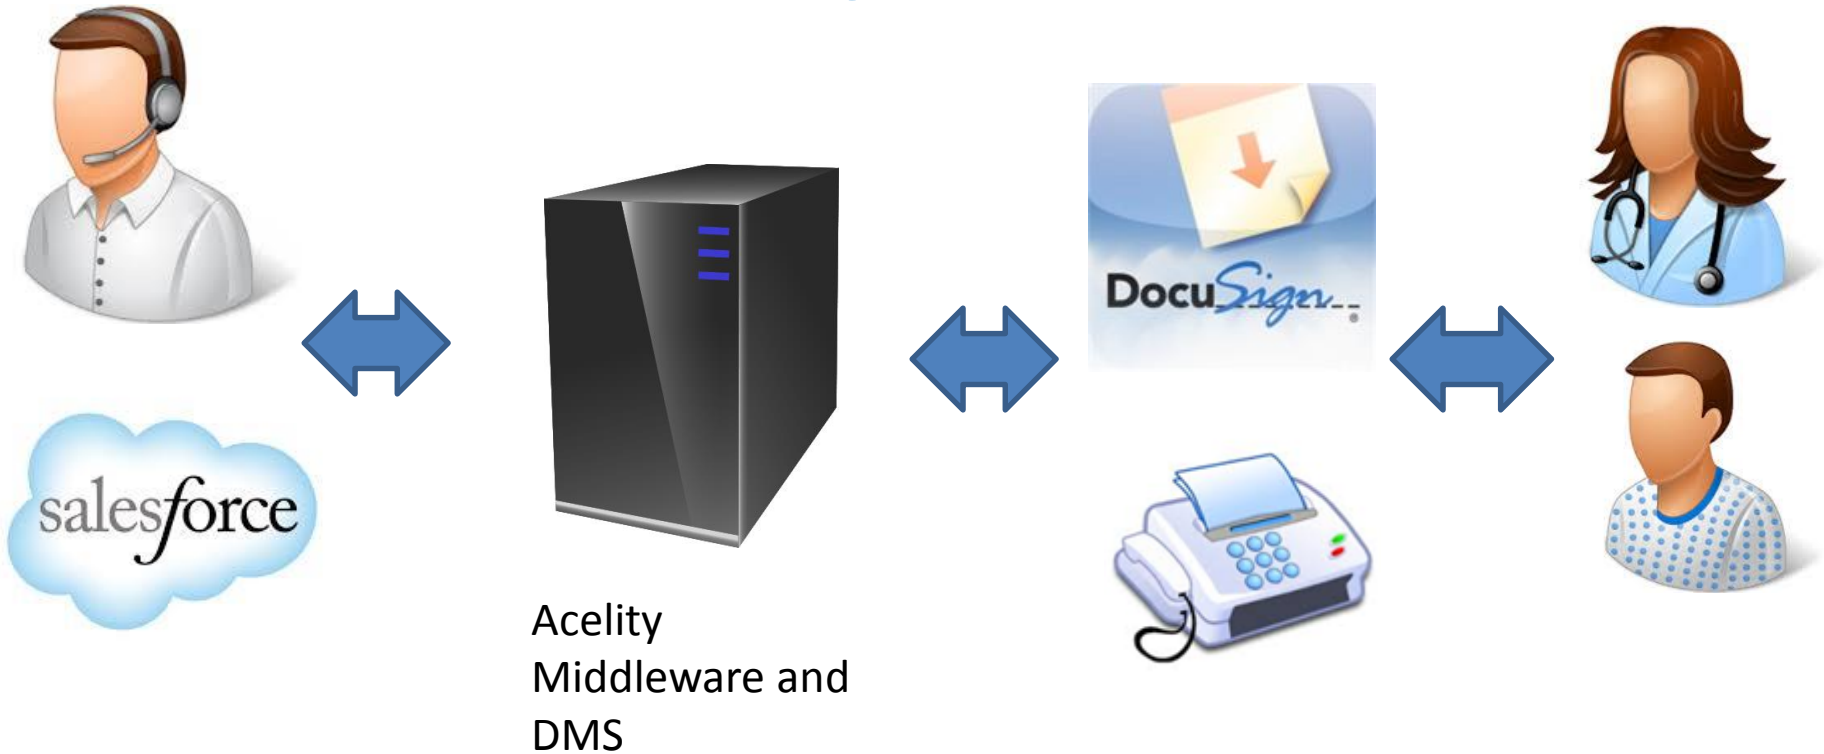 salesforce
Acelity
Middleware and
DMS
DocuSign